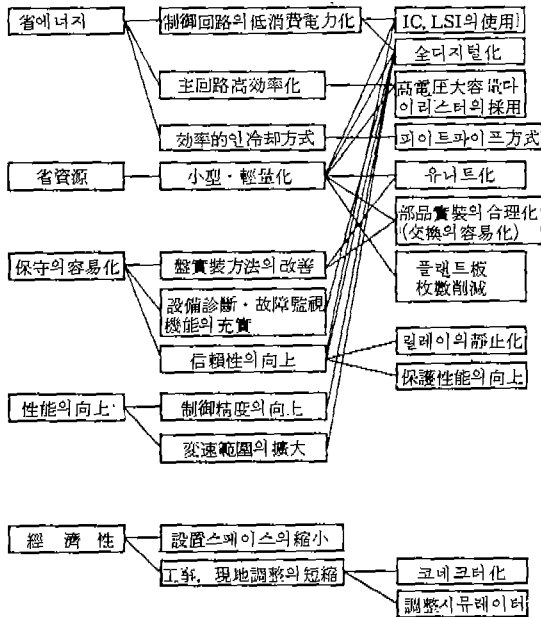 省에너지
制御回路의低消費電力化
IC, LSI의使用
全디지털化
主回路高効率化
高電圧大容量다
이리스터의採用
効率的인冷却方式
피이트파이프方式
省資源
小型·軽量化
유니트化
部品實裝의合理化
(交換의容易化)
保守의容易化
盤實裝方法의改善
플랜트板
枚數削減
設備診斷·故障監視
機能의充實
信頼性의向上
릴레이의靜止化
保護性能의向上
性能의向上
制御精度의向上
変速範圍의擴大
經濟性
設置스페이스의縮小
工事, 現地調整의短縮
코네크터化
調整시뮤레이터